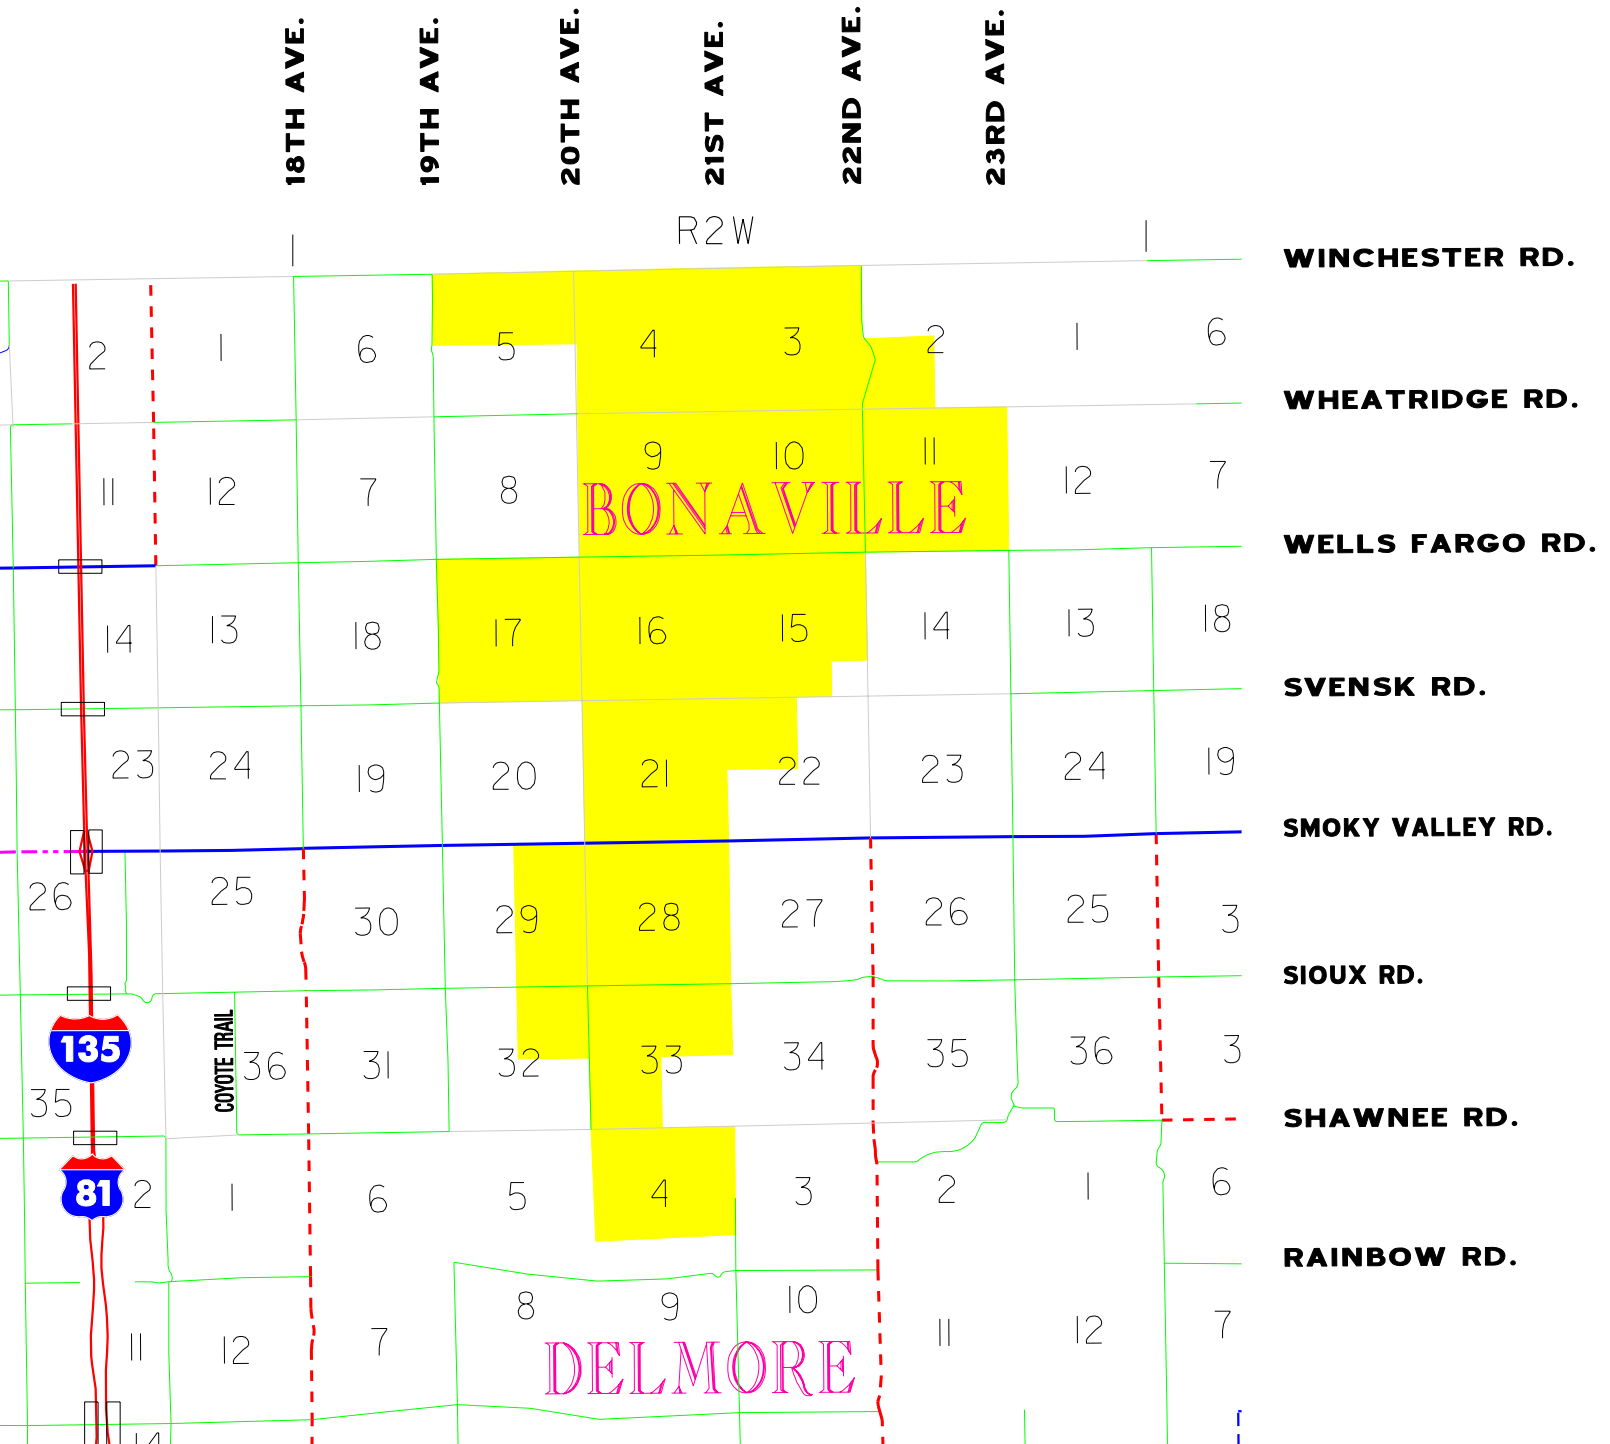 18TH AVE.
19TH AVE.
20TH AVE.
21ST AVE.
22ND AVE.
23RD AVE.
R2W
WINCHESTER RD.
2 1 6 5 4 3 2 1 6
WHEATRIDGE RD.
11 12 7 8 9 10 11 12 7
BONAVILLE
WELLS FARGO RD.
14 13 18 17 16 15 14 13 18
SVENSK RD.
23 24 19 20 21 22 23 24 19
SMOKY VALLEY RD.
26 25 30 29 28 27 26 25 3
SIOUX RD.
COYOTE TRAIL
135
35 36 31 32 33 34 35 36 3
SHAWNEE RD.
81
2 1 6 5 4 3 2 1 6
RAINBOW RD.
11 12 7 8 9 10 11 12 7
DELMORE
14